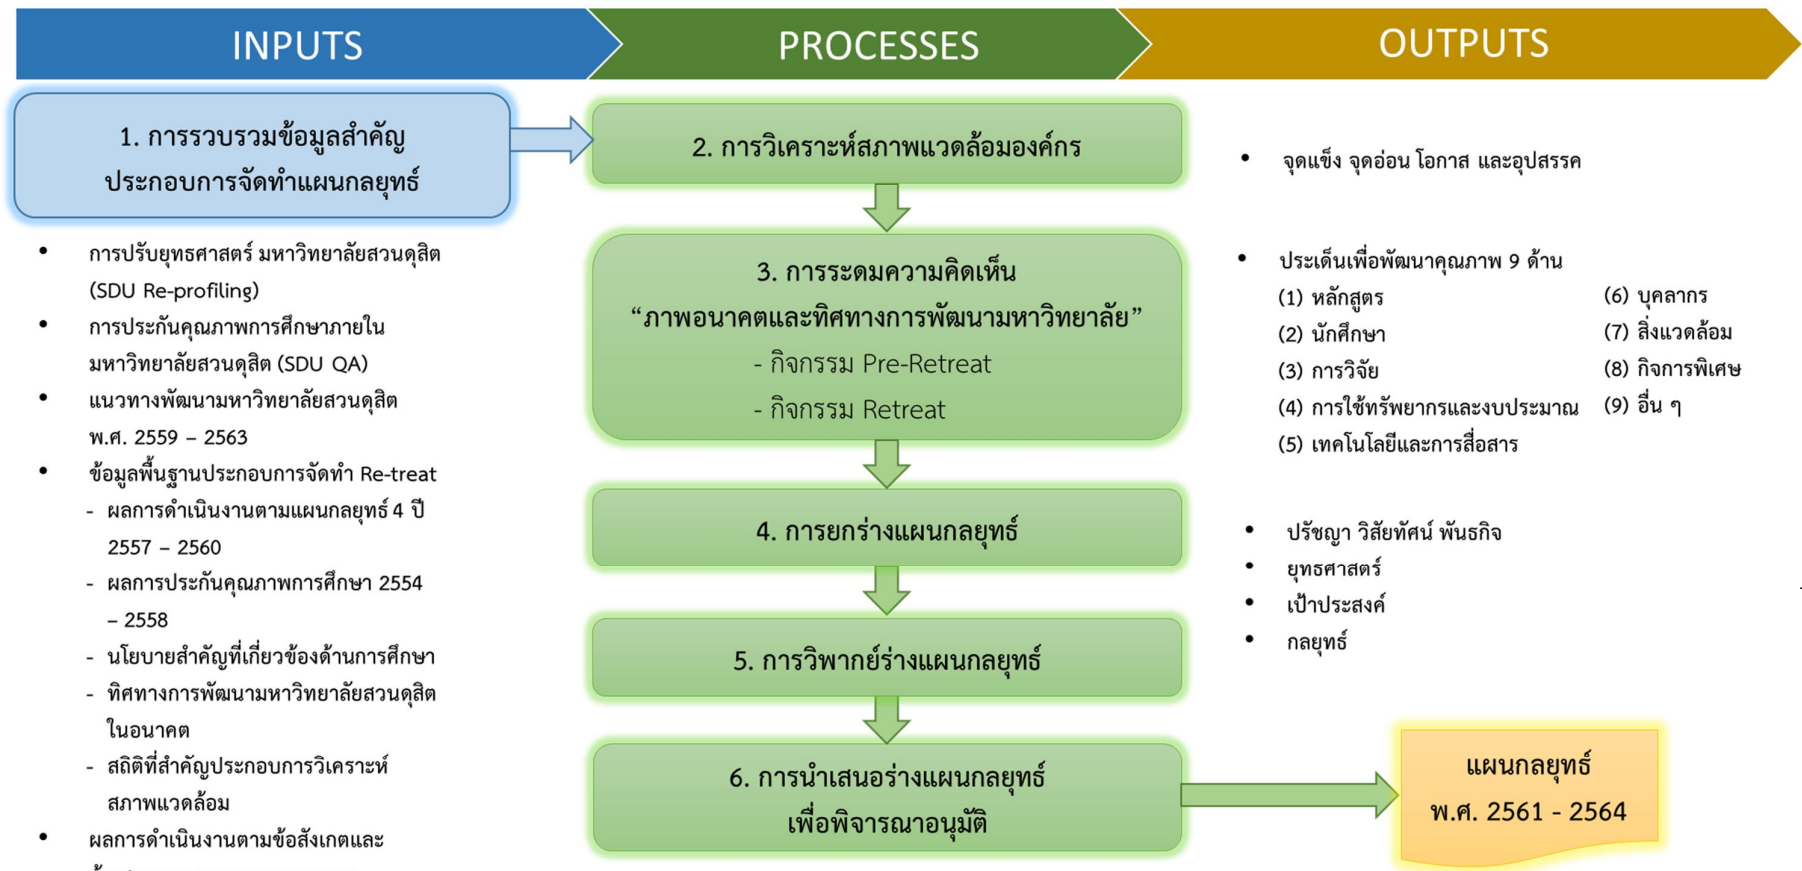 INPUTS
PROCESSES
OUTPUTS
1. การรวบรวมข้อมูลสำคัญ
ประกอบการจัดทำแผนกลยุทธ์
• การปรับยุทธศาสตร์ มหาวิทยาลัยสวนดุสิต
(SDU Re-profiling)
• การประกันคุณภาพการศึกษาภายใน
มหาวิทยาลัยสวนดุสิต (SDU QA)
• แนวทางพัฒนามหาวิทยาลัยสวนดุสิต
พ.ศ. 2559 – 2563
• ข้อมูลพื้นฐานประกอบการจัดทำ Re-treat
- ผลการดำเนินงานตามแผนกลยุทธ์ 4 ปี
2557 – 2560
- ผลการประกันคุณภาพการศึกษา 2554
– 2558
- นโยบายสำคัญที่เกี่ยวข้องด้านการศึกษา
- ทิศทางการพัฒนามหาวิทยาลัยสวนดุสิต
ในอนาคต
- สถิติที่สำคัญประกอบการวิเคราะห์
สภาพแวดล้อม
• ผลการดำเนินงานตามข้อสังเกตและ
2. การวิเคราะห์สภาพแวดล้อมองค์กร
3. การระดมความคิดเห็น
“ภาพอนาคตและทิศทางการพัฒนามหาวิทยาลัย”
- กิจกรรม Pre-Retreat
- กิจกรรม Retreat
4. การยกร่างแผนกลยุทธ์
5. การวิพากย์ร่างแผนกลยุทธ์
6. การนำเสนอร่างแผนกลยุทธ์
เพื่อพิจารณาอนุมัติ
• จุดแข็ง จุดอ่อน โอกาส และอุปสรรค
• ประเด็นเพื่อพัฒนาคุณภาพ 9 ด้าน
(1) หลักสูตร
(2) นักศึกษา
(3) การวิจัย
(4) การใช้ทรัพยากรและงบประมาณ
(5) เทคโนโลยีและการสื่อสาร
(6) บุคลากร
(7) สิ่งแวดล้อม
(8) กิจการพิเศษ
(9) อื่น ๆ
• ปรัชญา วิสัยทัศน์ พันธกิจ
• ยุทธศาสตร์
• เป้าประสงค์
• กลยุทธ์
แผนกลยุทธ์
พ.ศ. 2561 - 2564